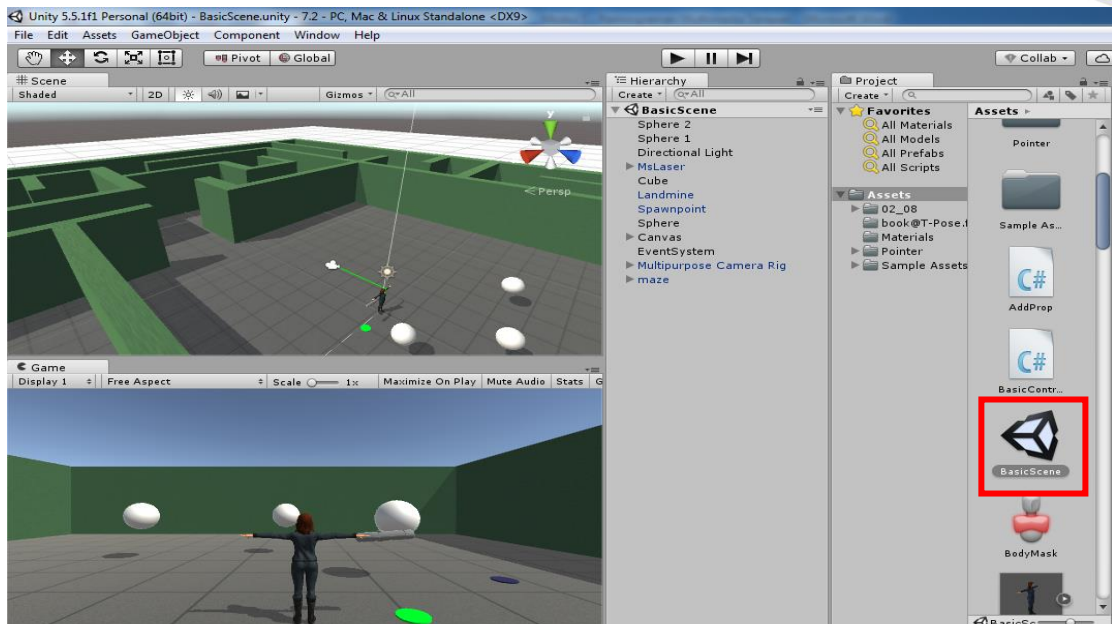 Unity 5.5.1f1 Personal (64bit) - BasicScene.unity - 7.2 - PC, Mac & Linux Standalone <DX9>
File Edit Assets GameObject Component Window Help
Pivot Global Collab
Scene
Shaded 2D Gizmos All
y
Persp
Game
Display 1 Free Aspect Scale 1x Maximize On Play Mute Audio Stats G
Hierarchy
Create All
BasicScene
Sphere 2
Sphere 1
Directional Light
MsLaser
Cube
Landmine
Spawnpoint
Sphere
Canvas
EventSystem
Multipurpose Camera Rig
maze
Project
Create
Favorites
All Materials
All Models
All Prefabs
All Scripts
Assets
02_08
book@T-Pose.f
Materials
Pointer
Sample Assets
Assets
Pointer
Sample As...
C#
AddProp
C#
BasicContr...
BasicScene
BodyMask
BasicSc